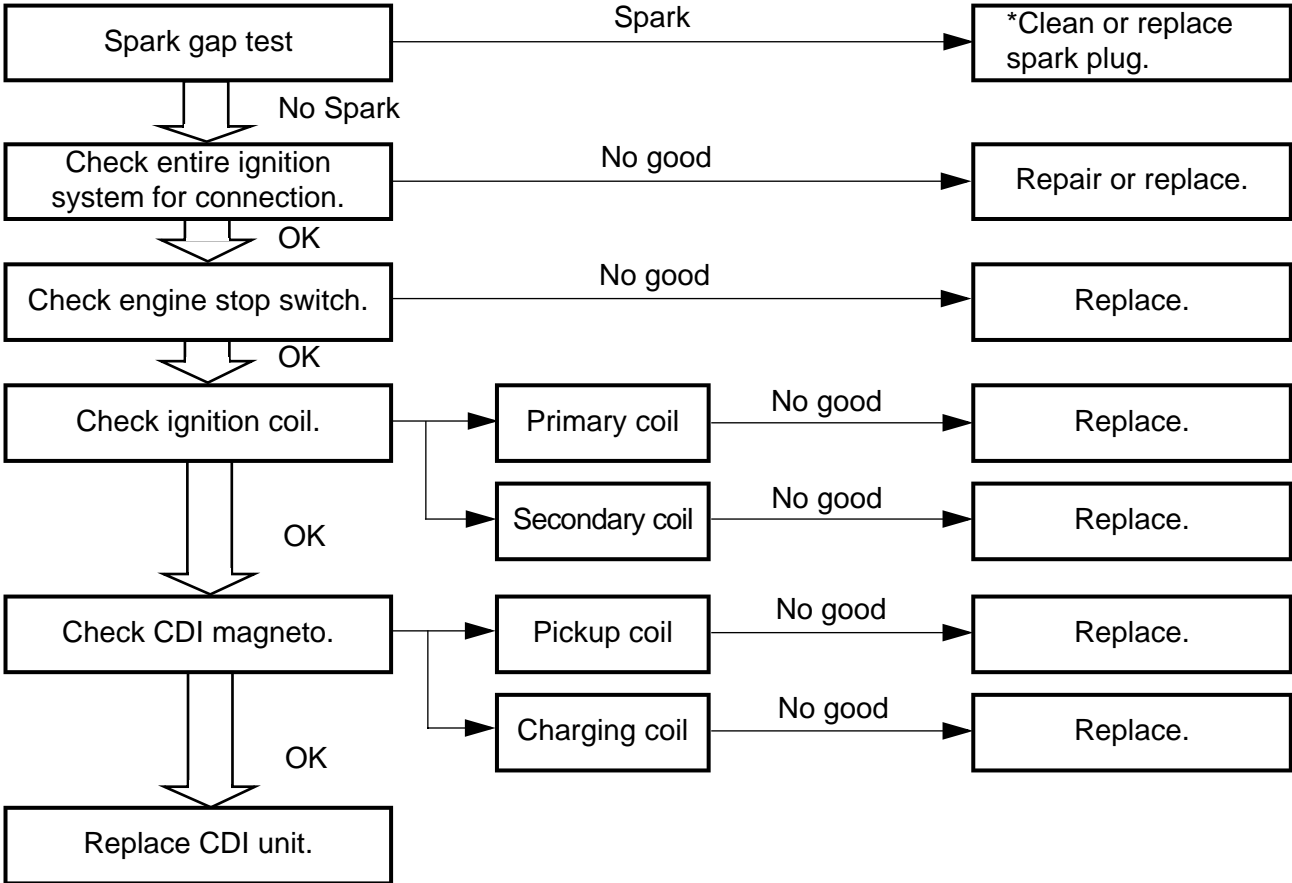 Spark gap test
Spark
*Clean or replace
spark plug.
No Spark
Check entire ignition
system for connection.
No good
Repair or replace.
OK
Check engine stop switch.
No good
Replace.
OK
Check ignition coil.
Primary coil
No good
Replace.
Secondary coil
No good
Replace.
OK
Check CDI magneto.
Pickup coil
No good
Replace.
Charging coil
No good
Replace.
OK
Replace CDI unit.